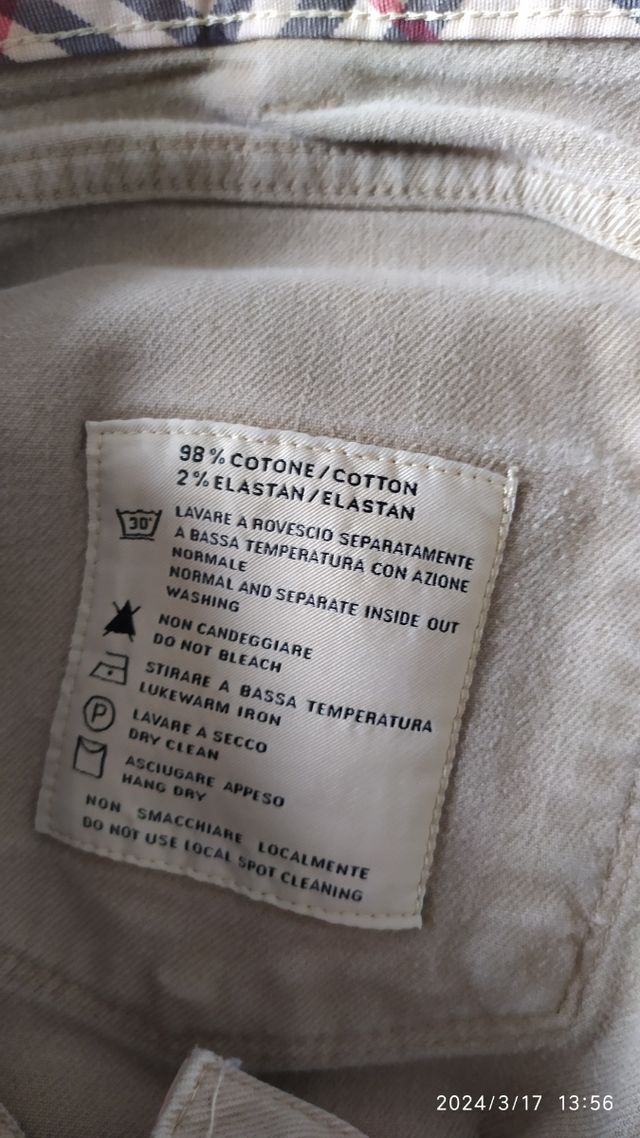 98% COTONE/COTTON
2% ELASTAN/ELASTAN
30°
LAVARE A ROVESCIO SEPARATAMENTE
A BASSA TEMPERATURA CON AZIONE
NORMALE
NORMAL AND SEPARATE INSIDE OUT
WASHING
NON CANDEGGIARE
DO NOT BLEACH
STIRARE A BASSA TEMPERATURA
LUKEWARM IRON
P
LAVARE A SECCO
DRY CLEAN
ASCIUGARE APPESO
HANG DRY
NON SMACCHIARE LOCALMENTE
DO NOT USE LOCAL SPOT CLEANING
2024/3/17 13:56